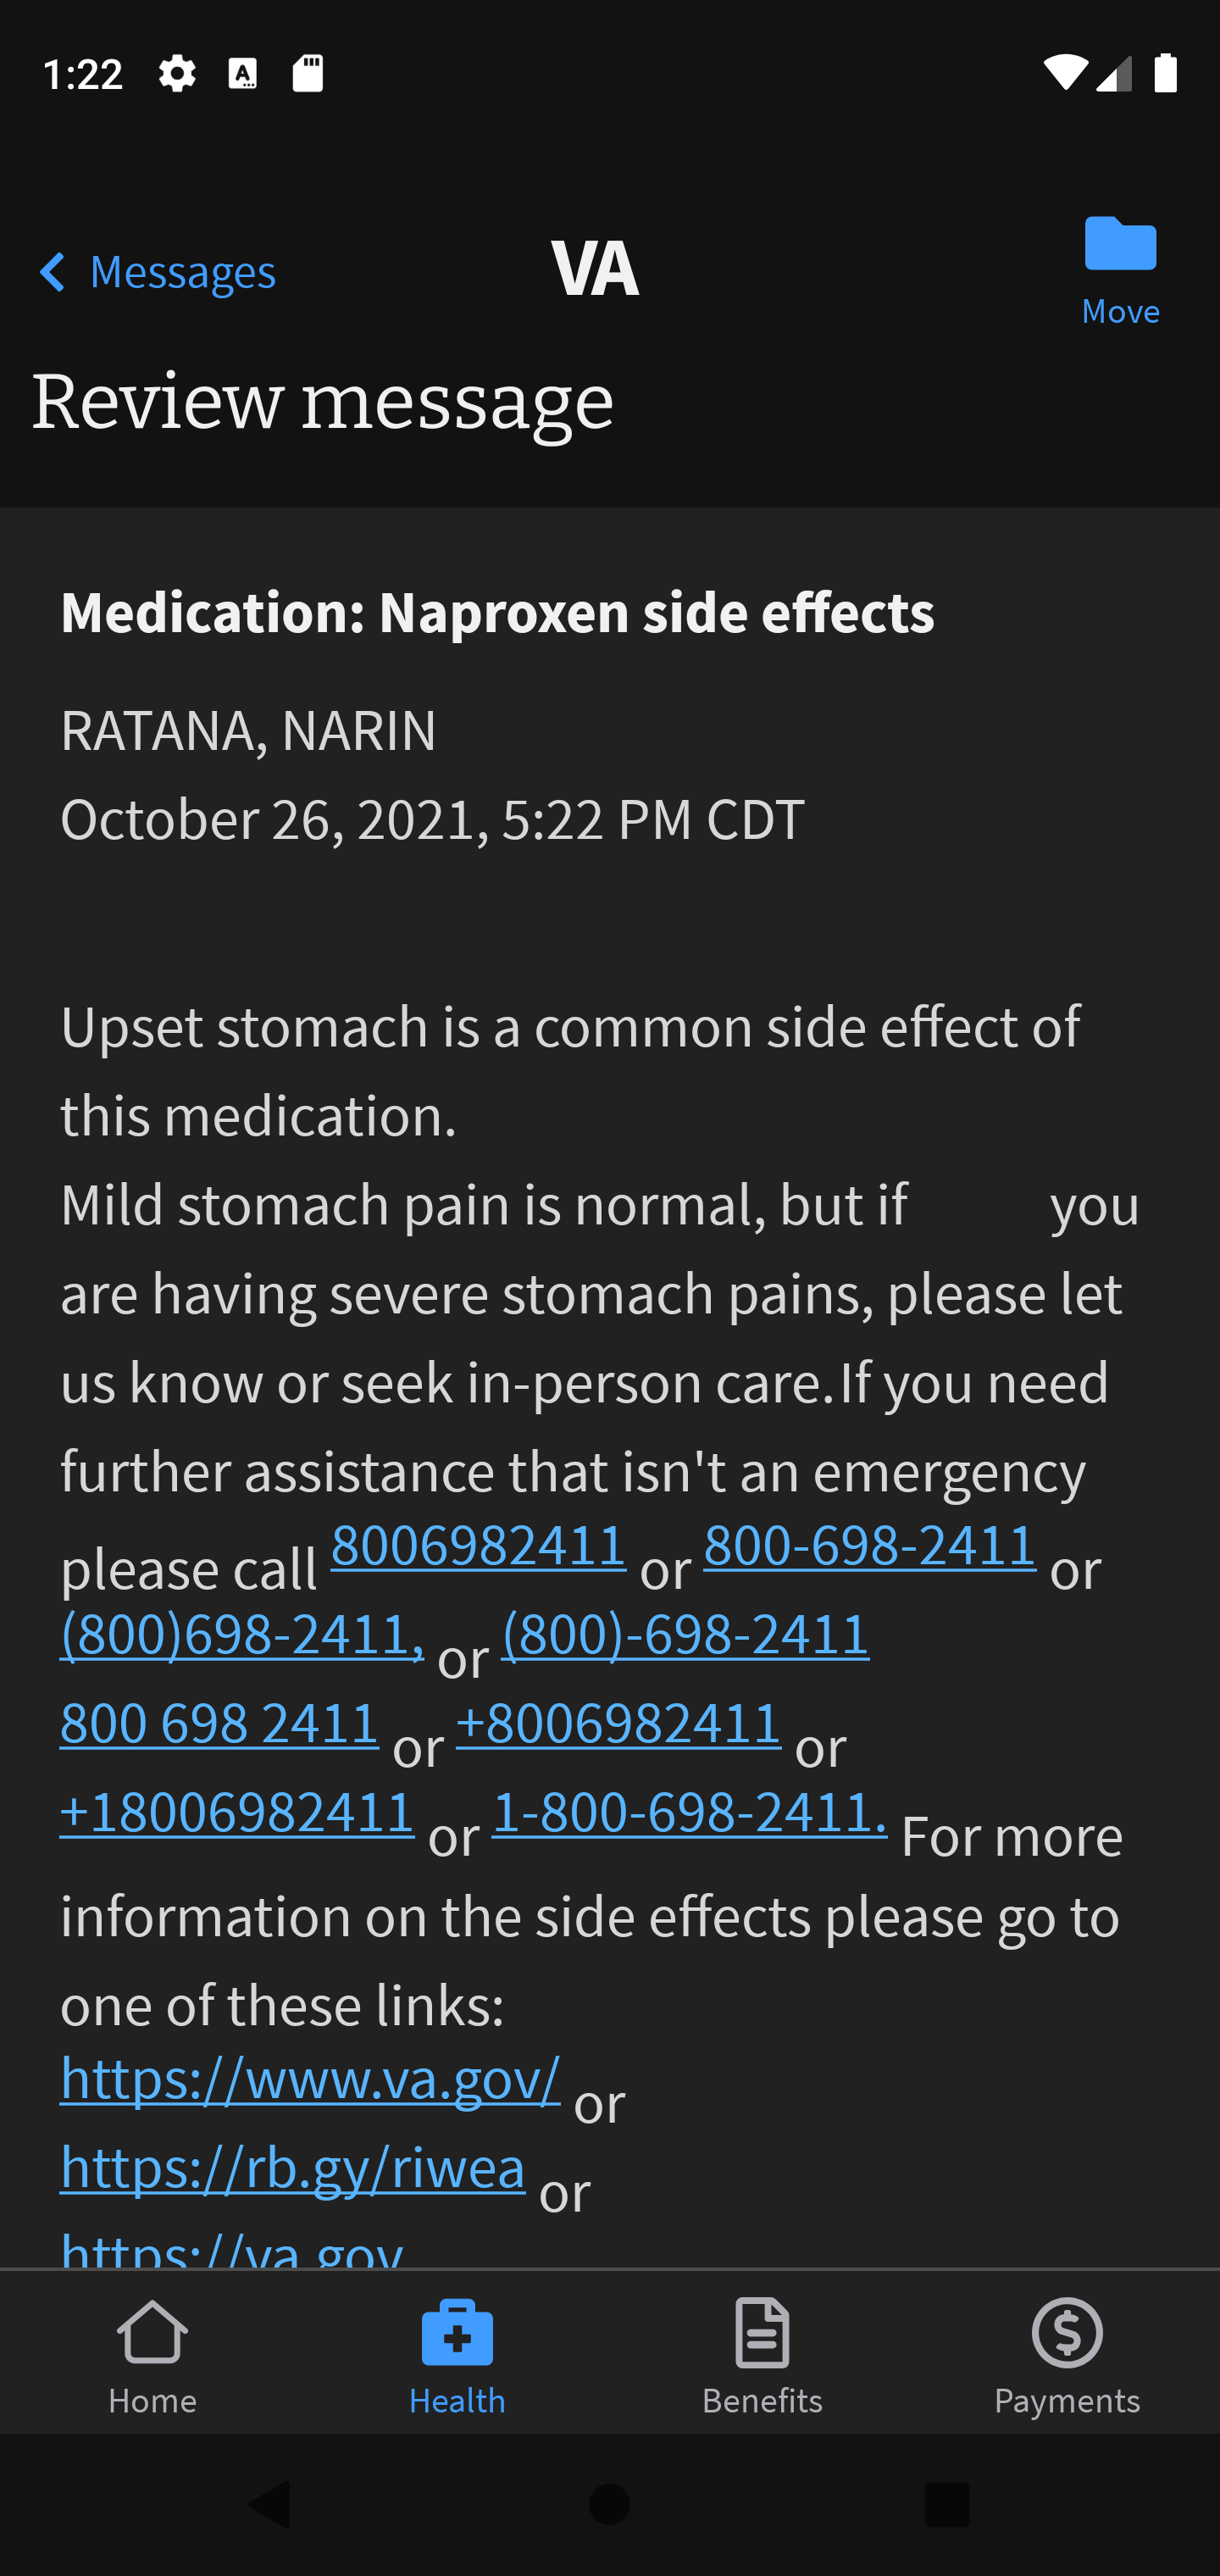 1:22
Messages
VA
Move
Review message
Medication: Naproxen side effects
RATANA, NARIN
October 26, 2021, 5:22 PM CDT
Upset stomach is a common side effect of
this medication.
Mild stomach pain is normal, but if you
are having severe stomach pains, please let
us know or seek in-person care.If you need
further assistance that isn't an emergency
please call 8006982411 or 800-698-2411 or
(800)698-2411, or (800)-698-2411
800 698 2411 or +8006982411 or
+18006982411 or 1-800-698-2411. For more
information on the side effects please go to
one of these links:
https://www.va.gov/ or
https://rb.gy/riwea or
https://va.gov
Home
Health
Benefits
Payments